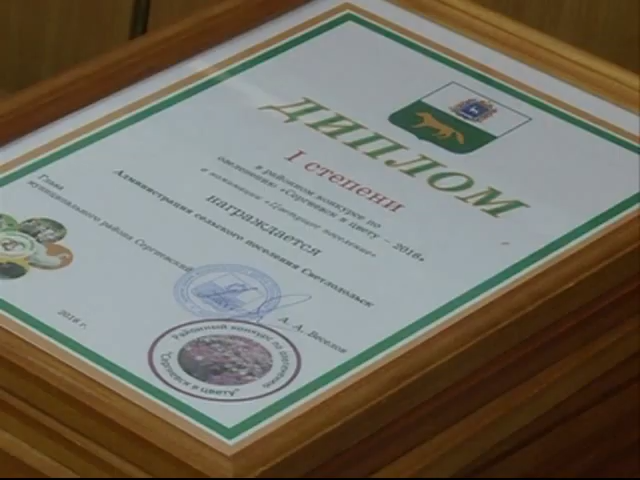 ДИПЛОМ
I степени
в районном конкурсе по
озеленению «Сергиевск в цвету – 2016»
в номинации «Цветущее поселение»
награждается
Администрация сельского поселения Светлодольск
Глава
муниципального района Сергиевский
А. А. Веселов
2016 г.
Районный конкурс по озеленению
"Сергиевск в цвету"